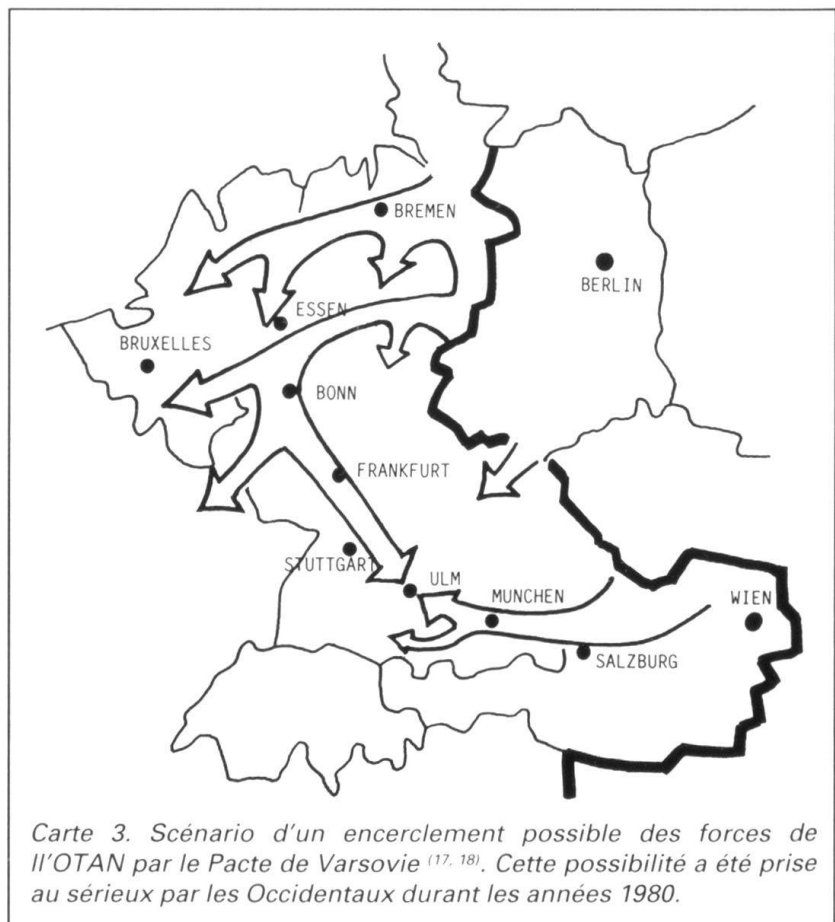 BREMEN
BERLIN
ESSEN
BRUXELLES
BONN
FRANKFURT
STUTTGART
ULM
MUNCHEN
WIEN
SALZBURG
Carte 3. Scénario d'un encerclement possible des forces de
ll'OTAN par le Pacte de Varsovie (17, 18). Cette possibilité a été prise
au sérieux par les Occidentaux durant les années 1980.